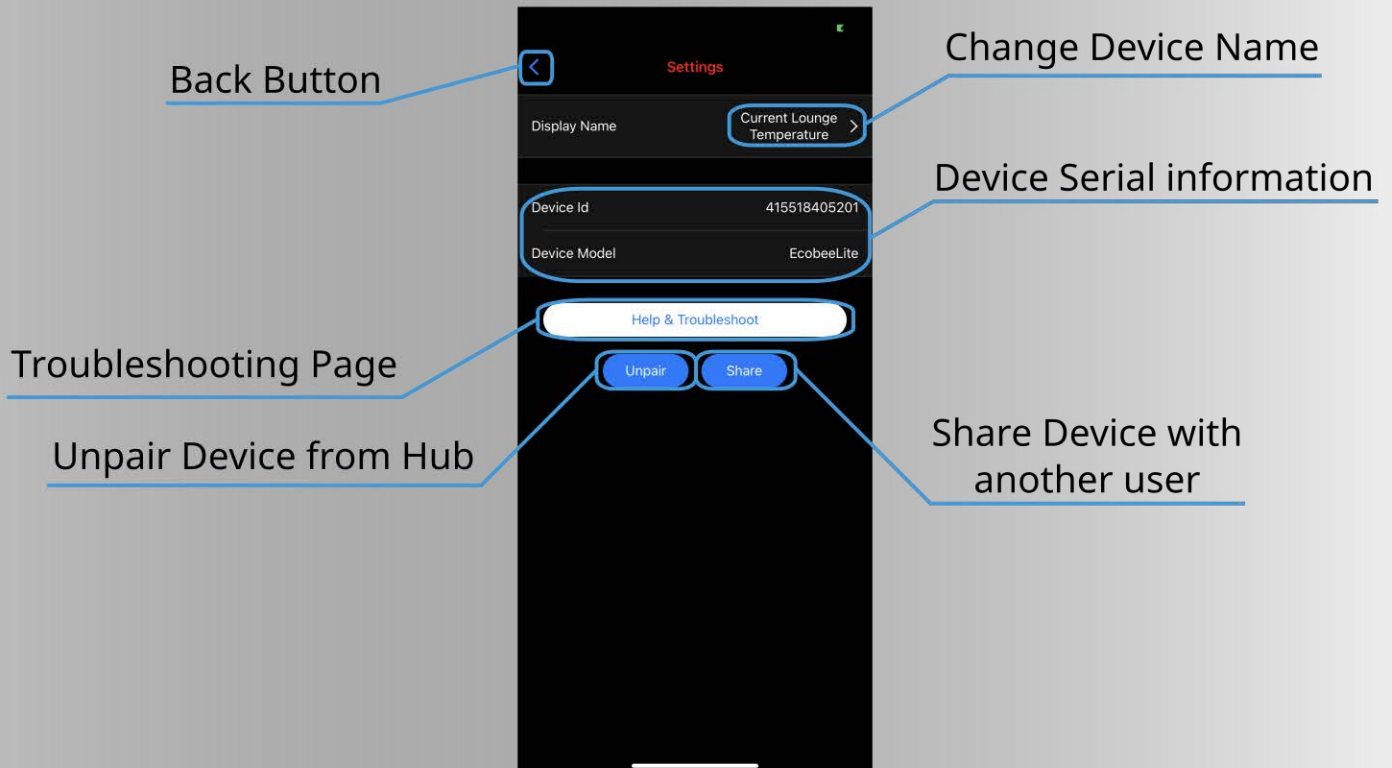 Back Button
Settings
Change Device Name
Display Name
Current Lounge
Temperature
Device Serial information
Device Id
415518405201
Device Model
EcobeeLite
Help & Troubleshoot
Troubleshooting Page
Unpair
Share
Unpair Device from Hub
Share Device with
another user